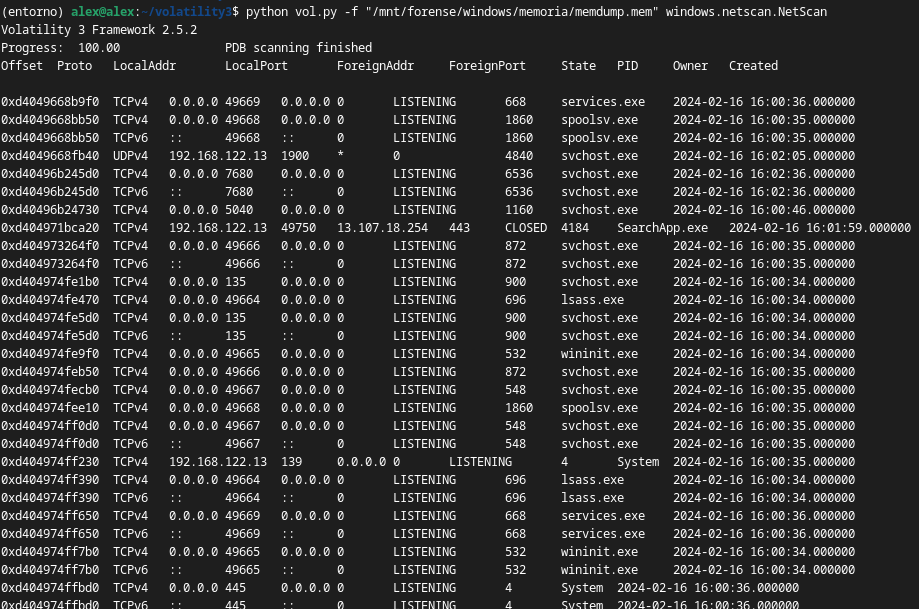 (entorno) alex@alex:~/volatility3$ python vol.py -f "/mnt/forense/windows/memoria/memdump.mem" windows.netscan.NetScan
Volatility 3 Framework 2.5.2
Progress:  100.00               PDB scanning finished
Offset  Proto   LocalAddr       LocalPort       ForeignAddr     ForeignPort     State   PID     Owner   Created
0xd4049668b9f0  TCPv4   0.0.0.0 49669   0.0.0.0 0       LISTENING       668     services.exe    2024-02-16 16:00:36.000000
0xd4049668bb50  TCPv4   0.0.0.0 49668   0.0.0.0 0       LISTENING       1860    spoolsv.exe     2024-02-16 16:00:35.000000
0xd4049668bb50  TCPv6   ::      49668   ::      0       LISTENING       1860    spoolsv.exe     2024-02-16 16:00:35.000000
0xd4049668fb40  UDPv4   192.168.122.13  1900    *       0               4840    svchost.exe     2024-02-16 16:02:05.000000
0xd40496b245d0  TCPv4   0.0.0.0 7680    0.0.0.0 0       LISTENING       6536    svchost.exe     2024-02-16 16:02:36.000000
0xd40496b245d0  TCPv6   ::      7680    ::      0       LISTENING       6536    svchost.exe     2024-02-16 16:02:36.000000
0xd40496b24730  TCPv4   0.0.0.0 5040    0.0.0.0 0       LISTENING       1160    svchost.exe     2024-02-16 16:00:46.000000
0xd404971bca20  TCPv4   192.168.122.13  49750   13.107.18.254   443     CLOSED  4184    SearchApp.exe   2024-02-16 16:01:59.000000
0xd404973264f0  TCPv4   0.0.0.0 49666   0.0.0.0 0       LISTENING       872     svchost.exe     2024-02-16 16:00:35.000000
0xd404973264f0  TCPv6   ::      49666   ::      0       LISTENING       872     svchost.exe     2024-02-16 16:00:35.000000
0xd404974fe1b0  TCPv4   0.0.0.0 135     0.0.0.0 0       LISTENING       900     svchost.exe     2024-02-16 16:00:34.000000
0xd404974fe470  TCPv4   0.0.0.0 49664   0.0.0.0 0       LISTENING       696     lsass.exe       2024-02-16 16:00:34.000000
0xd404974fe5d0  TCPv4   0.0.0.0 135     0.0.0.0 0       LISTENING       900     svchost.exe     2024-02-16 16:00:34.000000
0xd404974fe5d0  TCPv6   ::      135     ::      0       LISTENING       900     svchost.exe     2024-02-16 16:00:34.000000
0xd404974fe9f0  TCPv4   0.0.0.0 49665   0.0.0.0 0       LISTENING       532     wininit.exe     2024-02-16 16:00:34.000000
0xd404974feb50  TCPv4   0.0.0.0 49666   0.0.0.0 0       LISTENING       872     svchost.exe     2024-02-16 16:00:35.000000
0xd404974fecb0  TCPv4   0.0.0.0 49667   0.0.0.0 0       LISTENING       548     svchost.exe     2024-02-16 16:00:35.000000
0xd404974fee10  TCPv4   0.0.0.0 49668   0.0.0.0 0       LISTENING       1860    spoolsv.exe     2024-02-16 16:00:35.000000
0xd404974ff0d0  TCPv4   0.0.0.0 49667   0.0.0.0 0       LISTENING       548     svchost.exe     2024-02-16 16:00:35.000000
0xd404974ff0d0  TCPv6   ::      49667   ::      0       LISTENING       548     svchost.exe     2024-02-16 16:00:35.000000
0xd404974ff230  TCPv4   192.168.122.13  139     0.0.0.0 0       LISTENING       4       System  2024-02-16 16:00:35.000000
0xd404974ff390  TCPv4   0.0.0.0 49664   0.0.0.0 0       LISTENING       696     lsass.exe       2024-02-16 16:00:34.000000
0xd404974ff390  TCPv6   ::      49664   ::      0       LISTENING       696     lsass.exe       2024-02-16 16:00:34.000000
0xd404974ff650  TCPv4   0.0.0.0 49669   0.0.0.0 0       LISTENING       668     services.exe    2024-02-16 16:00:36.000000
0xd404974ff650  TCPv6   ::      49669   ::      0       LISTENING       668     services.exe    2024-02-16 16:00:36.000000
0xd404974ff7b0  TCPv4   0.0.0.0 49665   0.0.0.0 0       LISTENING       532     wininit.exe     2024-02-16 16:00:34.000000
0xd404974ff7b0  TCPv6   ::      49665   ::      0       LISTENING       532     wininit.exe     2024-02-16 16:00:34.000000
0xd404974ffbd0  TCPv4   0.0.0.0 445     0.0.0.0 0       LISTENING       4       System  2024-02-16 16:00:36.000000
0xd404974ffbd0  TCPv6   ::      445     ::      0       LISTENING       4       System  2024-02-16 16:00:36.000000